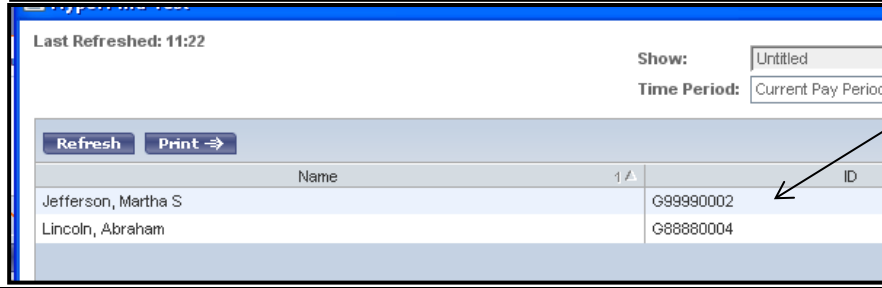 Last Refreshed: 11:22
Show: Untitled
Time Period: Current Pay Period
Refresh Print
Name 1 ID
Jefferson, Martha S G99990002
Lincoln, Abraham G88880004